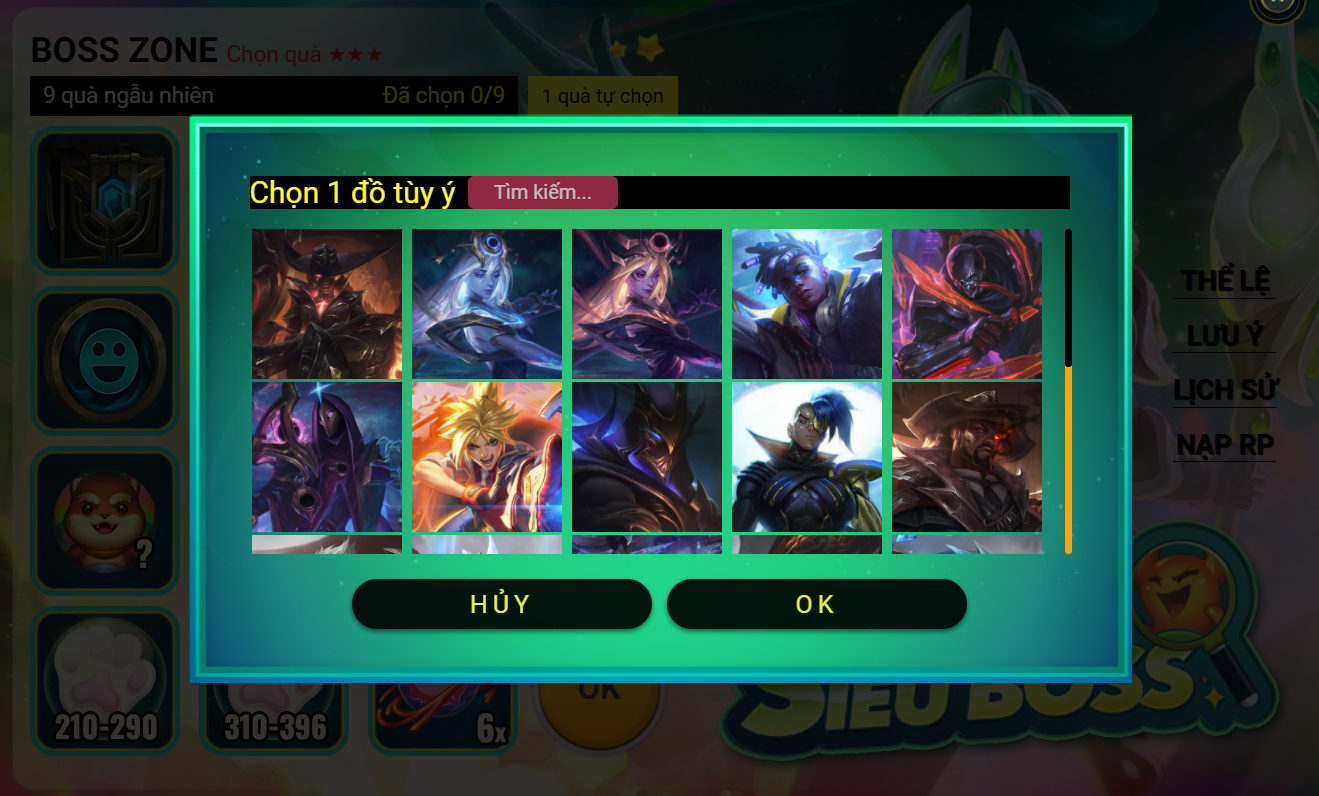 BOSS ZONE Chọn quà ★★★
9 quà ngẫu nhiên Đã chọn 0/9 1 quà tự chọn
Chọn 1 đồ tùy ý Tìm kiếm...
THỂ LỆ
LƯU Ý
LỊCH SỬ
NẠP RP
?
HỦY OK
OK
SIÊU BOSS
210-290 310-396 6x